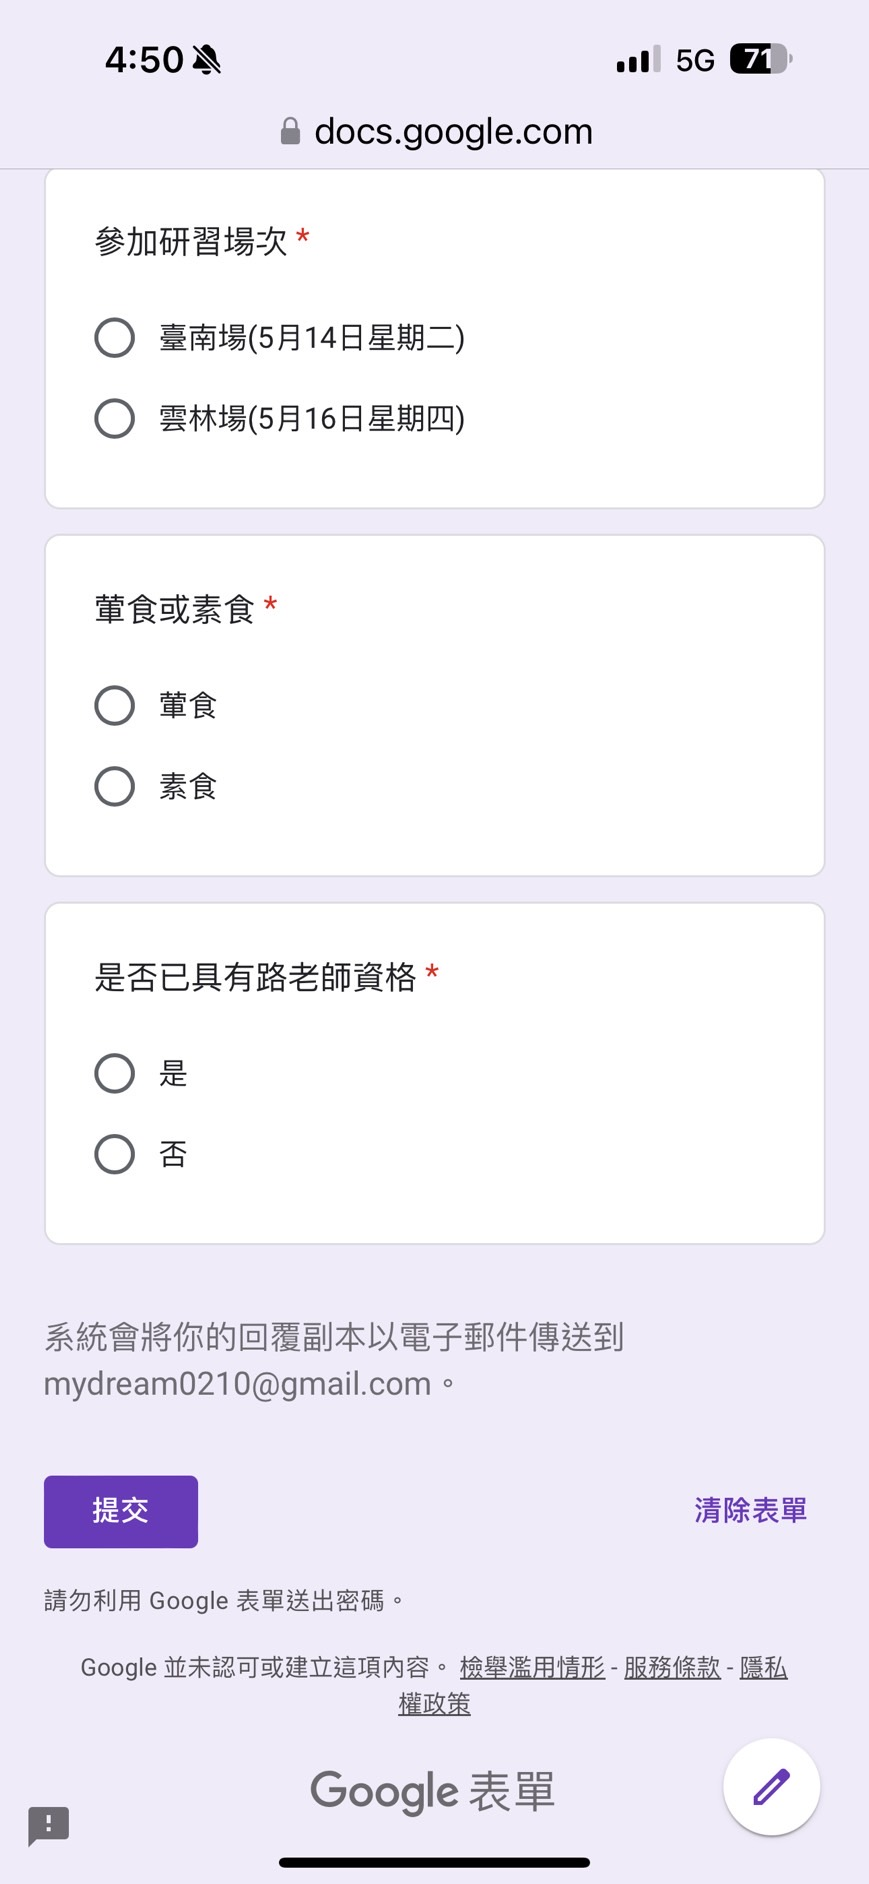 4:50
5G
71
docs.google.com
參加研習場次 *
臺南場(5月14日星期二)
雲林場(5月16日星期四)
葷食或素食 *
葷食
素食
是否已具有路老師資格 *
是
否
系統會將你的回覆副本以電子郵件傳送到
mydream0210@gmail.com。
提交
清除表單
請勿利用 Google 表單送出密碼。
Google 並未認可或建立這項內容。 檢舉濫用情形 - 服務條款 - 隱私
權政策
Google 表單